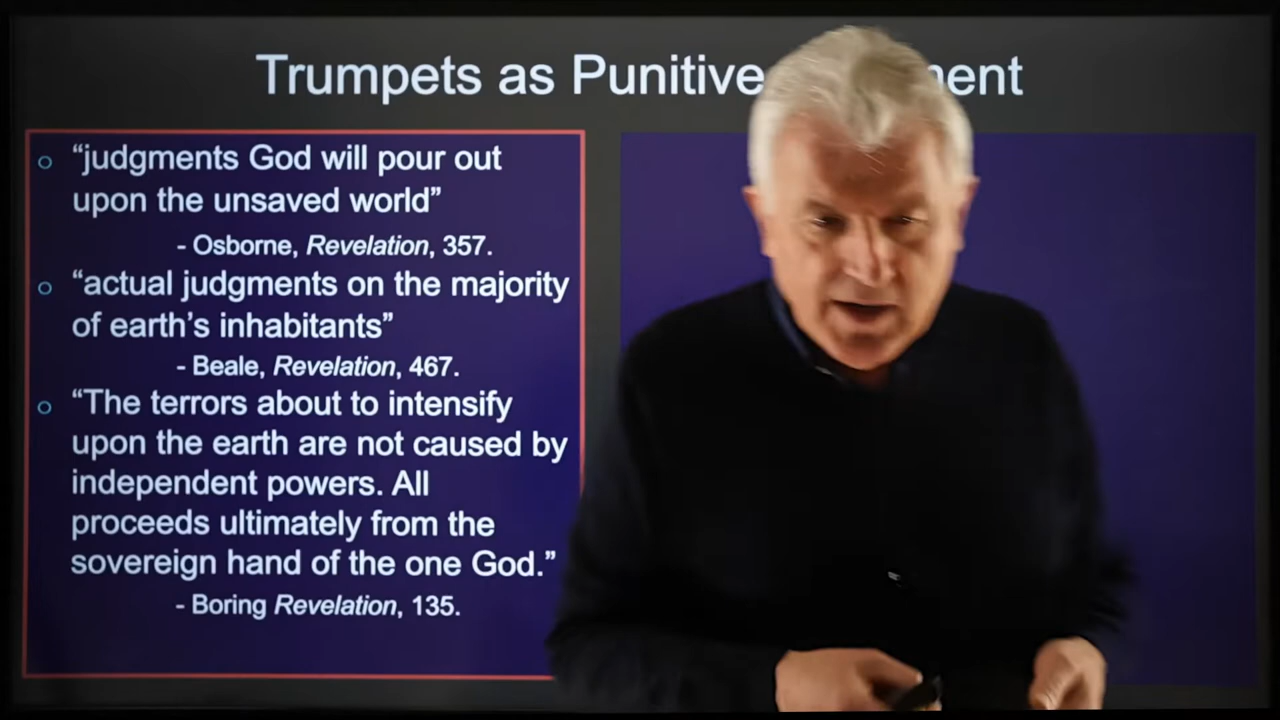 Trumpets as Punitive ment
“judgments God will pour out
upon the unsaved world”
- Osborne, Revelation, 357.
“actual judgments on the majority
of earth’s inhabitants”
- Beale, Revelation, 467.
“The terrors about to intensify
upon the earth are not caused by
independent powers. All
proceeds ultimately from the
sovereign hand of the one God.”
- Boring Revelation, 135.